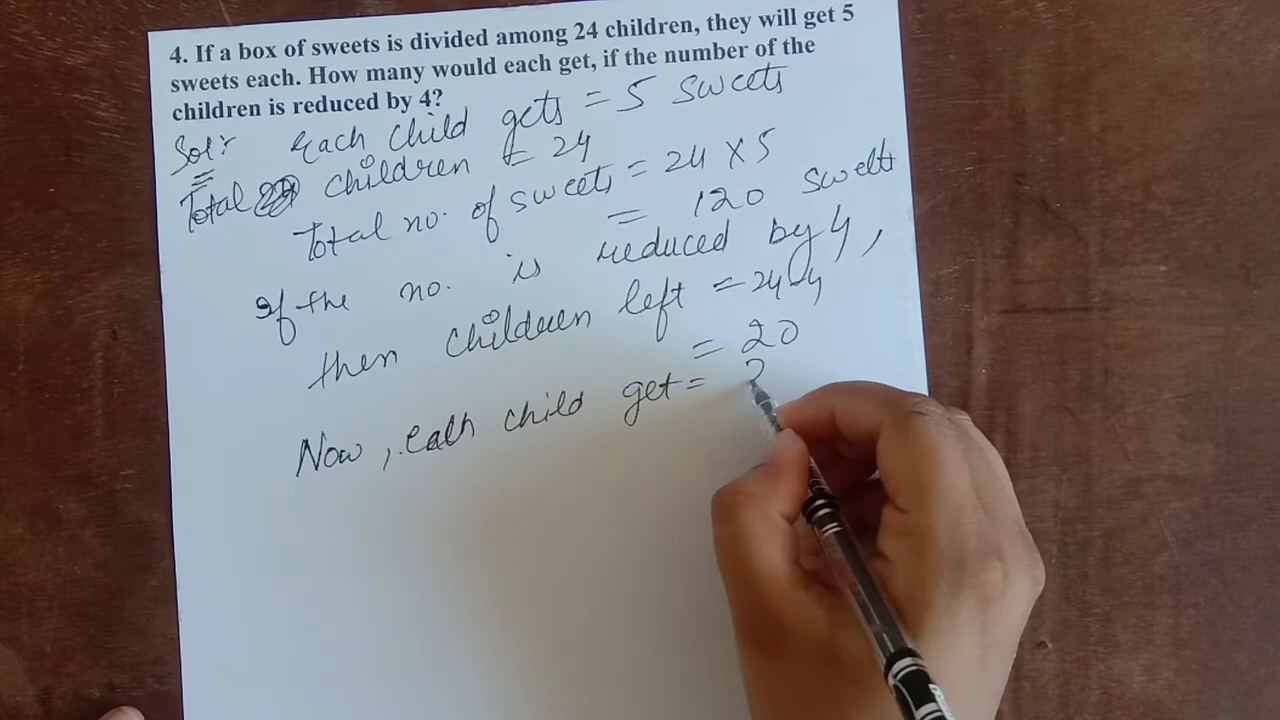 4. If a box of sweets is divided among 24 children, they will get 5
sweets each. How many would each get, if the number of the
children is reduced by 4?
Sol: Each child gets = 5 sweets
Total children = 24
Total no. of sweets = 24 X 5
= 120 sweets
If the no. is reduced by 4,
then children left = 24-4
= 20
Now, each child get = ?